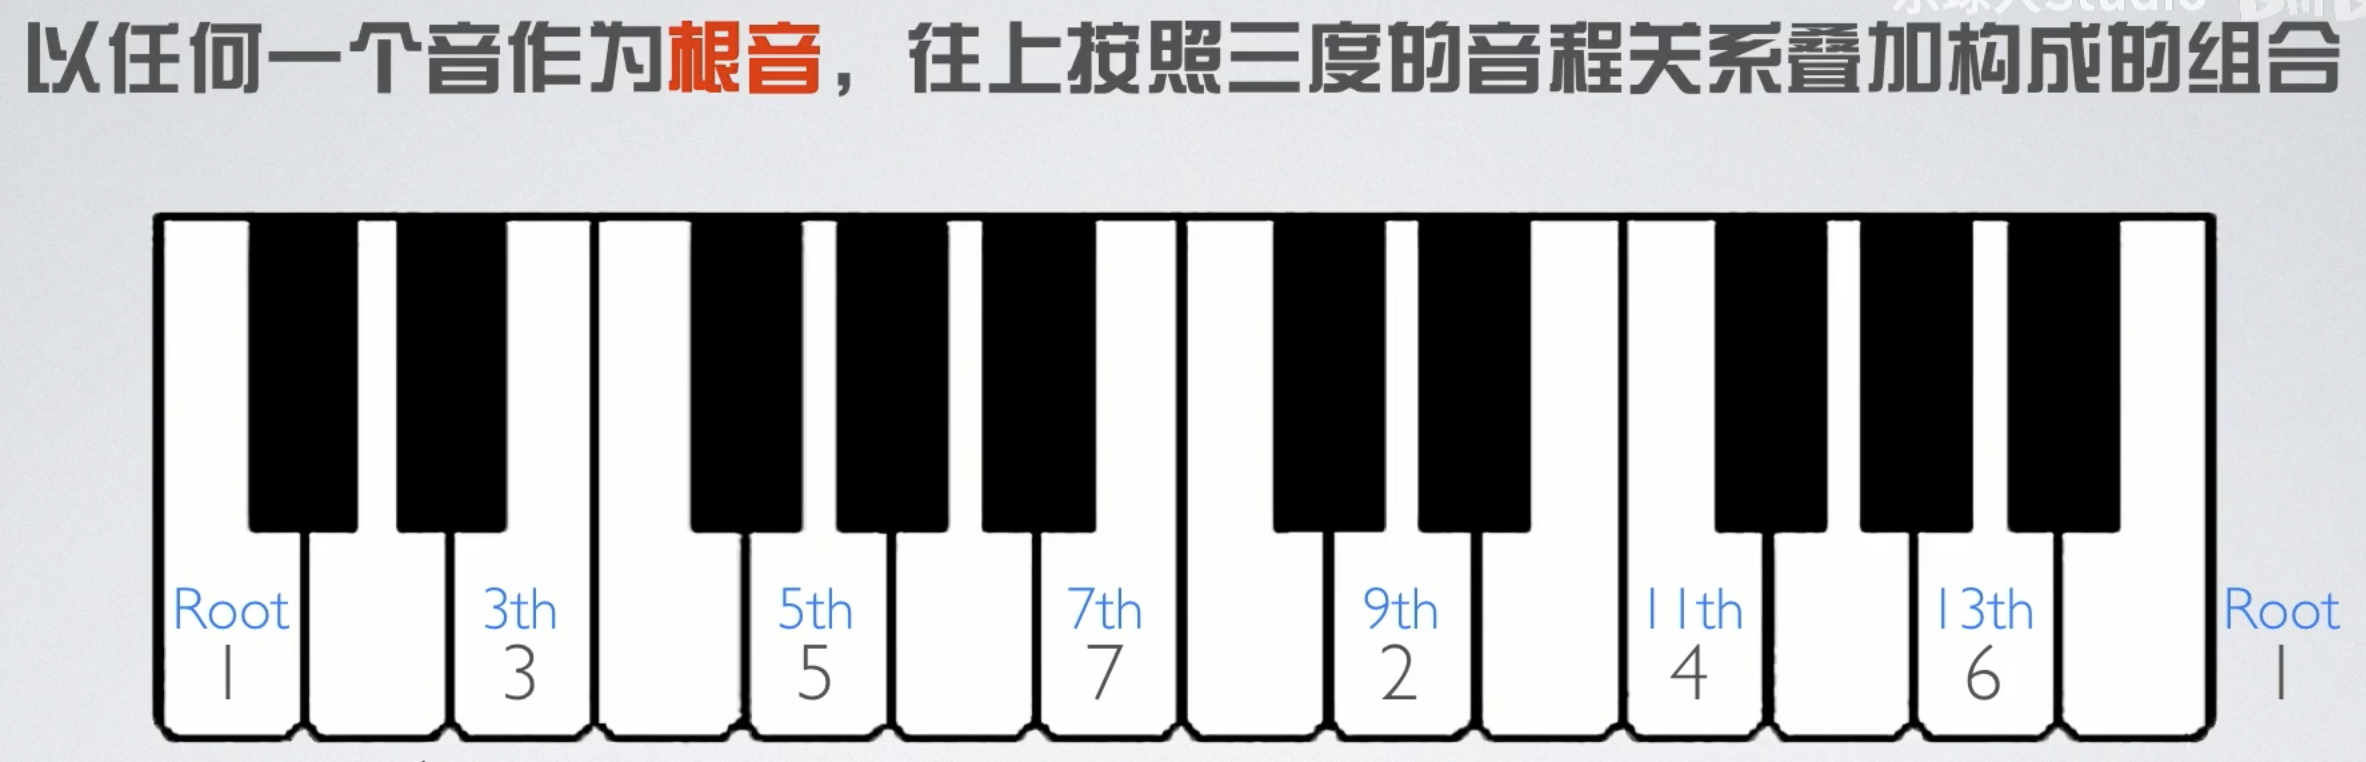 以任何一个音作为根音，往上按照三度的音程关系叠加构成的组合
Root 3th 5th 7th 9th 11th 13th Root
1 3 5 7 2 4 6 1